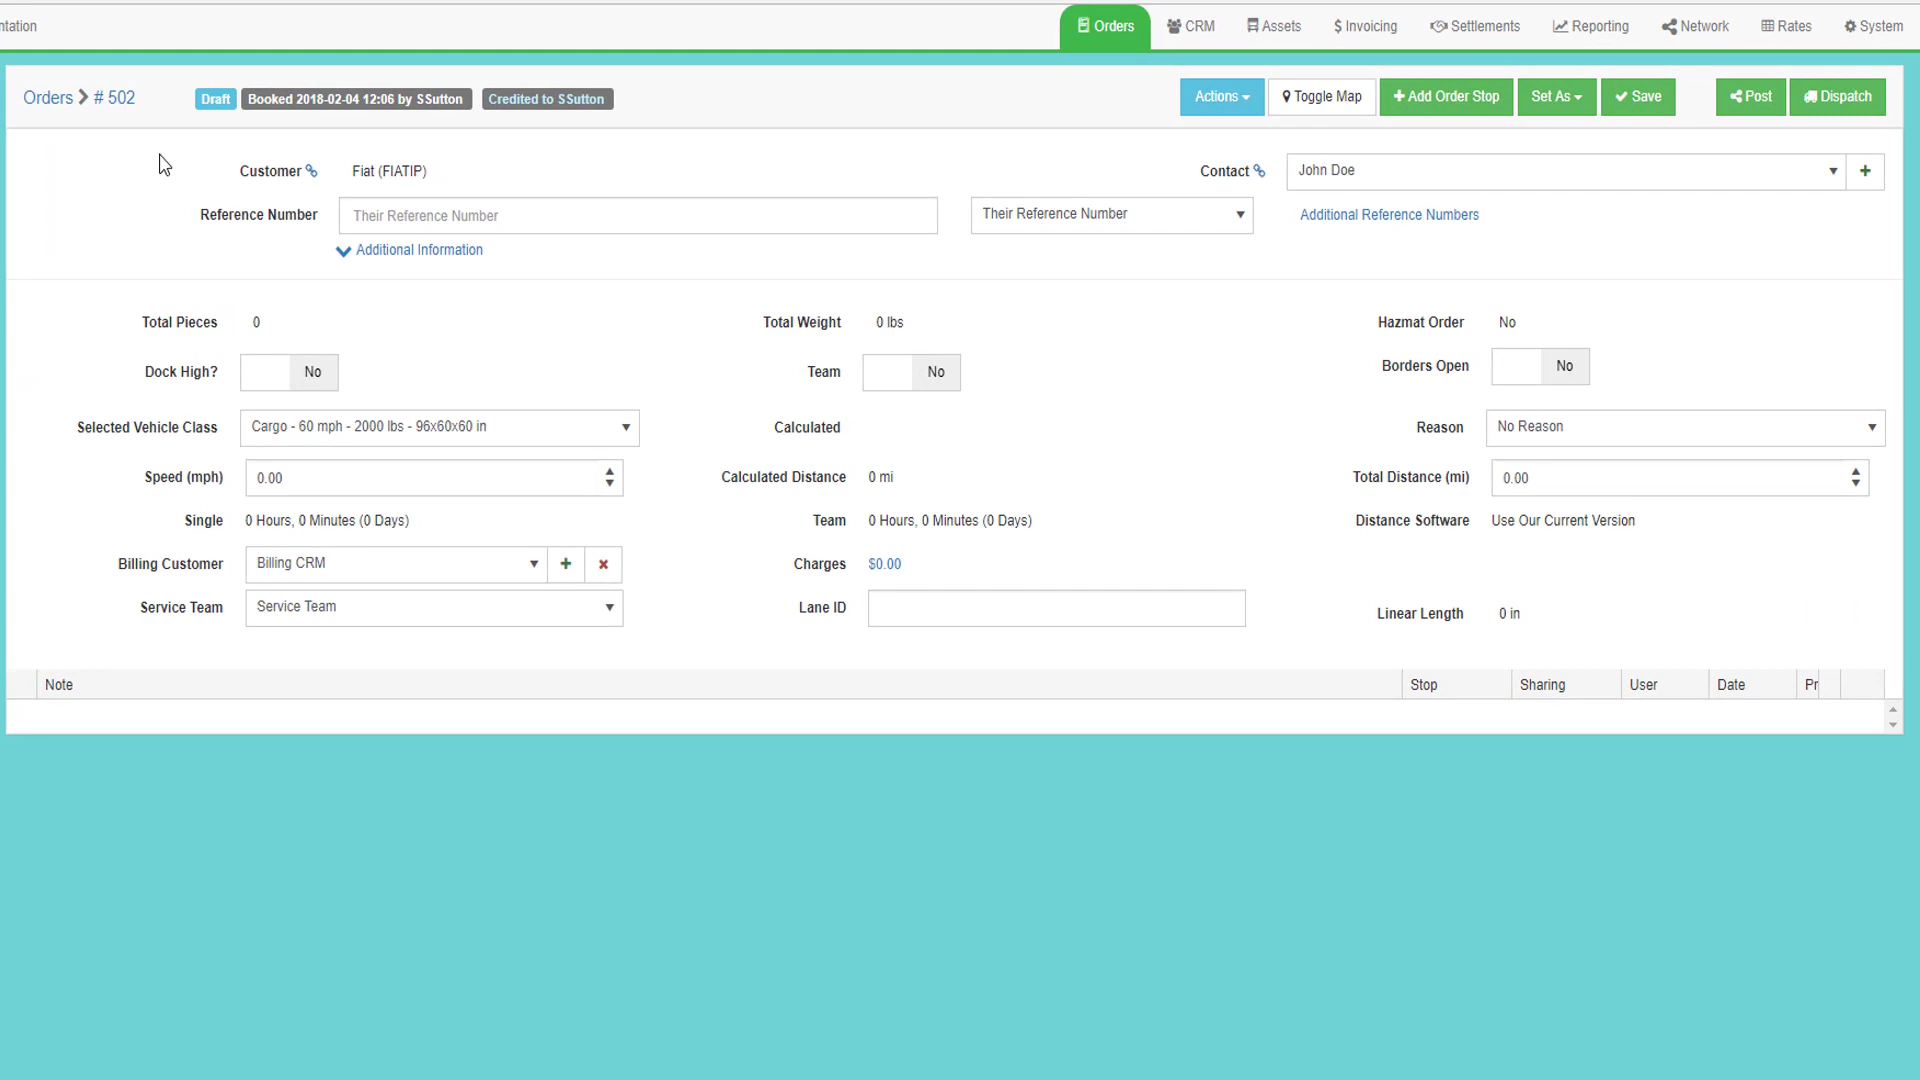 ntation Orders CRM Assets $ Invoicing Settlements Reporting Network Rates System
Orders # 502 Draft Booked 2018-02-04 12:06 by SSutton Credited to SSutton Actions Toggle Map + Add Order Stop Set As Save Post Dispatch
Customer Fiat (FIATIP) Contact John Doe +
Reference Number Their Reference Number Their Reference Number Additional Reference Numbers
Additional Information
Total Pieces 0 Total Weight 0 lbs Hazmat Order No
Dock High? No Team No Borders Open No
Selected Vehicle Class Cargo - 60 mph - 2000 lbs - 96x60x60 in Calculated Reason No Reason
Speed (mph) 0.00 Calculated Distance 0 mi Total Distance (mi) 0.00
Single 0 Hours, 0 Minutes (0 Days) Team 0 Hours, 0 Minutes (0 Days) Distance Software Use Our Current Version
Billing Customer Billing CRM + × Charges $0.00
Service Team Service Team Lane ID Linear Length 0 in
Note Stop Sharing User Date Pr